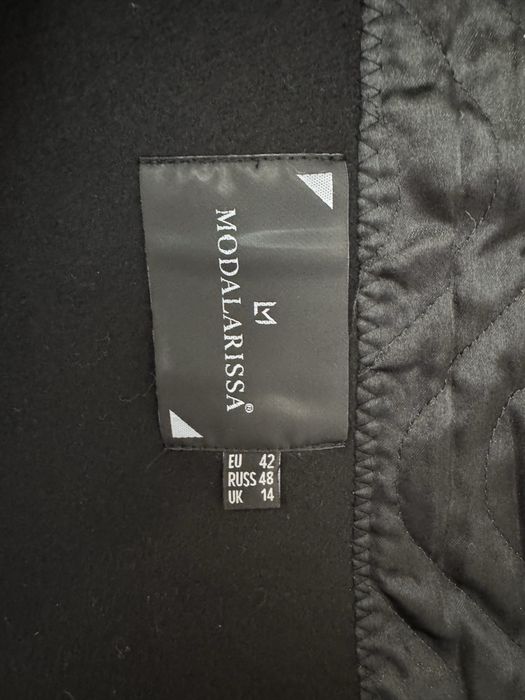 MODALARISSA®
EU 42
RUSS 48
UK 14